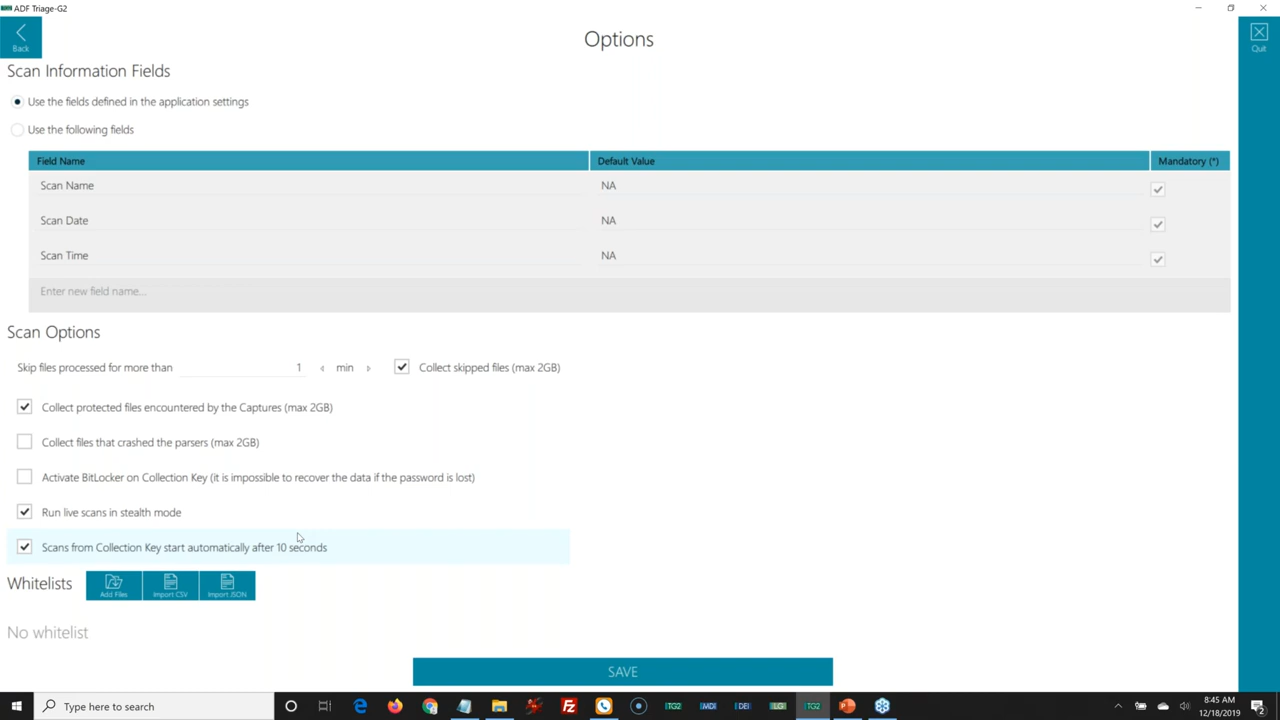 ADF Triage-G2
Back
Options
Quit
Scan Information Fields
Use the fields defined in the application settings
Use the following fields
Field Name Default Value Mandatory (*)
Scan Name NA
Scan Date NA
Scan Time NA
Enter new field name...
Scan Options
Skip files processed for more than 1 min Collect skipped files (max 2GB)
Collect protected files encountered by the Captures (max 2GB)
Collect files that crashed the parsers (max 2GB)
Activate BitLocker on Collection Key (it is impossible to recover the data if the password is lost)
Run live scans in stealth mode
Scans from Collection Key start automatically after 10 seconds
Whitelists Add Files Import CSV Import JSON
No whitelist
SAVE
Type here to search TG2 MDI DEI LG TG2 8:45 AM
12/18/2019 2